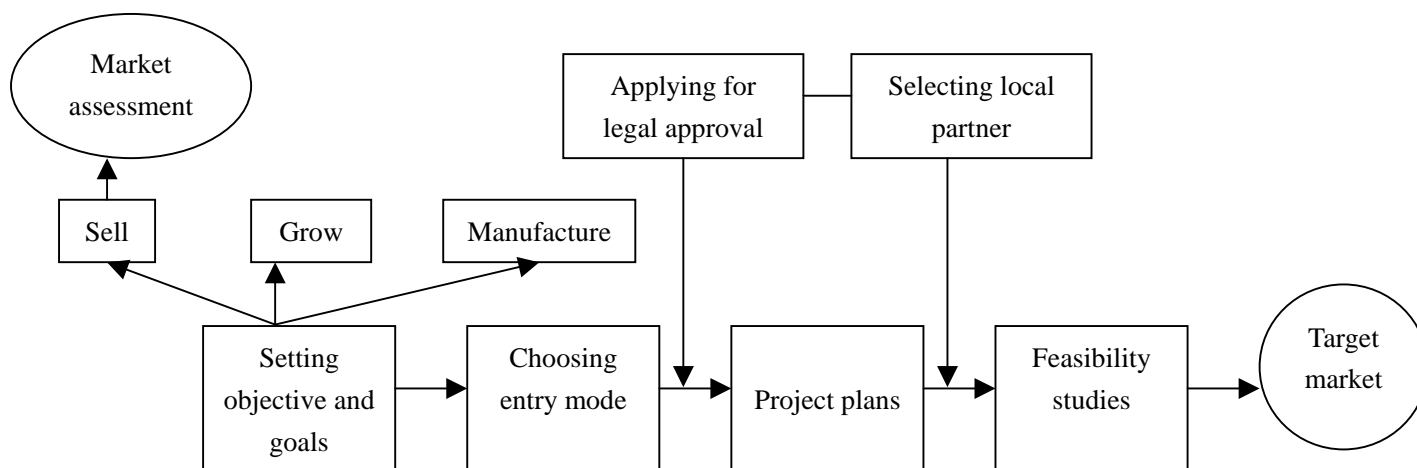 Market
assessment
Applying for
legal approval
Selecting local
partner
Sell
Grow
Manufacture
Setting
objective and
goals
Choosing
entry mode
Project plans
Feasibility
studies
Target
market